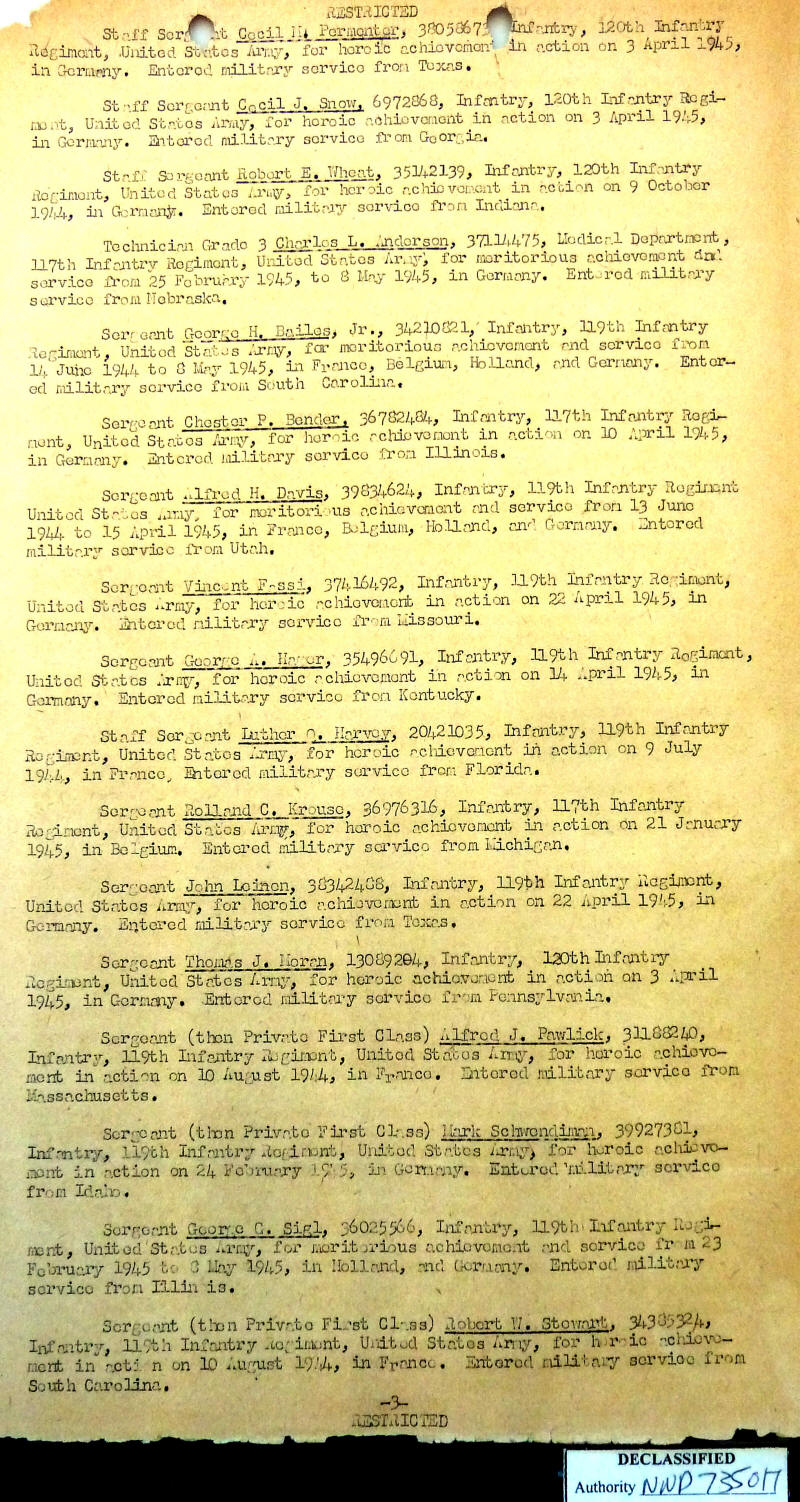 RESTRICTED
Staff Sergeant Cecil H. Parmenter, Infantry, 120th Infantry
Regiment, United States Army, for heroic achievement in action on 3 April 1945,
in Germany. Entered military service from Texas.
Staff Sergeant Cecil J. Snow, 6972868, Infantry, 120th Infantry Regi-
ment, United States Army, for heroic achievement in action on 3 April 1945,
in Germany. Entered military service from Georgia.
Staff Sergeant Robert E. Wheat, 35142139, Infantry, 120th Infantry
Regiment, United States Army, for heroic achievement in action on 9 October
1944, in Germany. Entered military service from Indiana.
Technician Grade 3 Charles L. Anderson, 37114475, Medical Department,
117th Infantry Regiment, United States Army, for meritorious achievement and
service from 25 February 1945, to 8 May 1945, in Germany. Entered military
service from Nebraska.
Sergeant George H. Bailes, Jr., 34210821, Infantry, 119th Infantry
Regiment, United States Army, for meritorious achievement and service from
14 June 1944 to 8 May 1945, in France, Belgium, Holland, and Germany. Enter-
ed military service from South Carolina.
Sergeant Chester P. Bender, 36782484, Infantry, 117th Infantry Regi-
ment, United States Army, for heroic achievement in action on 10 April 1945,
in Germany. Entered military service from Illinois.
Sergeant Alfred H. Davis, 39834624, Infantry, 119th Infantry Regiment
United States Army, for meritorious achievement and service from 13 June
1944 to 15 April 1945, in France, Belgium, Holland, and Germany. Entered
military service from Utah.
Sergeant Vincent Fassi, 37416492, Infantry, 119th Infantry Regiment,
United States Army, for heroic achievement in action on 22 April 1945, in
Germany. Entered military service from Missouri.
Sergeant George A. 35496691, Infantry, 119th Infantry Regiment,
United States Army, for heroic achievement in action on 14 April 1945, in
Germany. Entered military service from Kentucky.
Staff Sergeant Luther O. Harvey, 20421035, Infantry, 119th Infantry
Regiment, United States Army, for heroic achievement in action on 9 July
1944, in France, Entered military service from Florida.
Sergeant Rolland C. Krouse, 36976316, Infantry, 117th Infantry
Regiment, United States Army, for heroic achievement in action on 21 January
1945, in Belgium. Entered military service from Michigan.
Sergeant John Leinen, 38342488, Infantry, 119th Infantry Regiment,
United States Army, for heroic achievement in action on 22 April 1945, in
Germany. Entered military service from Texas.
Sergeant Thomas J. Moran, 13089204, Infantry, 120th Infantry
Regiment, United States Army, for heroic achievement in action on 3 April
1945, in Germany. Entered military service from Pennsylvania.
Sergeant (then Private First Class) Alfred J. Pawlick, 31188240,
Infantry, 119th Infantry Regiment, United States Army, for heroic achieve-
ment in action on 10 August 1944, in France. Entered military service from
Massachusetts.
Sergeant (then Private First Class) Mark Schwendiman, 39927381,
Infantry, 119th Infantry Regiment, United States Army, for heroic achieve-
ment in action on 24 February 1945, in Germany. Entered military service
from Idaho.
Sergeant George C. Sigl, 36025566, Infantry, 119th Infantry Regi-
ment, United States Army, for meritorious achievement and service from 23
February 1945 to 8 May 1945, in Holland, and Germany. Entered military
service from Illinois.
Sergeant (then Private First Class) Robert W. Stewart, 34385324,
Infantry, 119th Infantry Regiment, United States Army, for heroic achieve-
ment in action on 10 August 1944, in France. Entered military service from
South Carolina.
-3-
RESTRICTED
DECLASSIFIED
Authority NND 735017